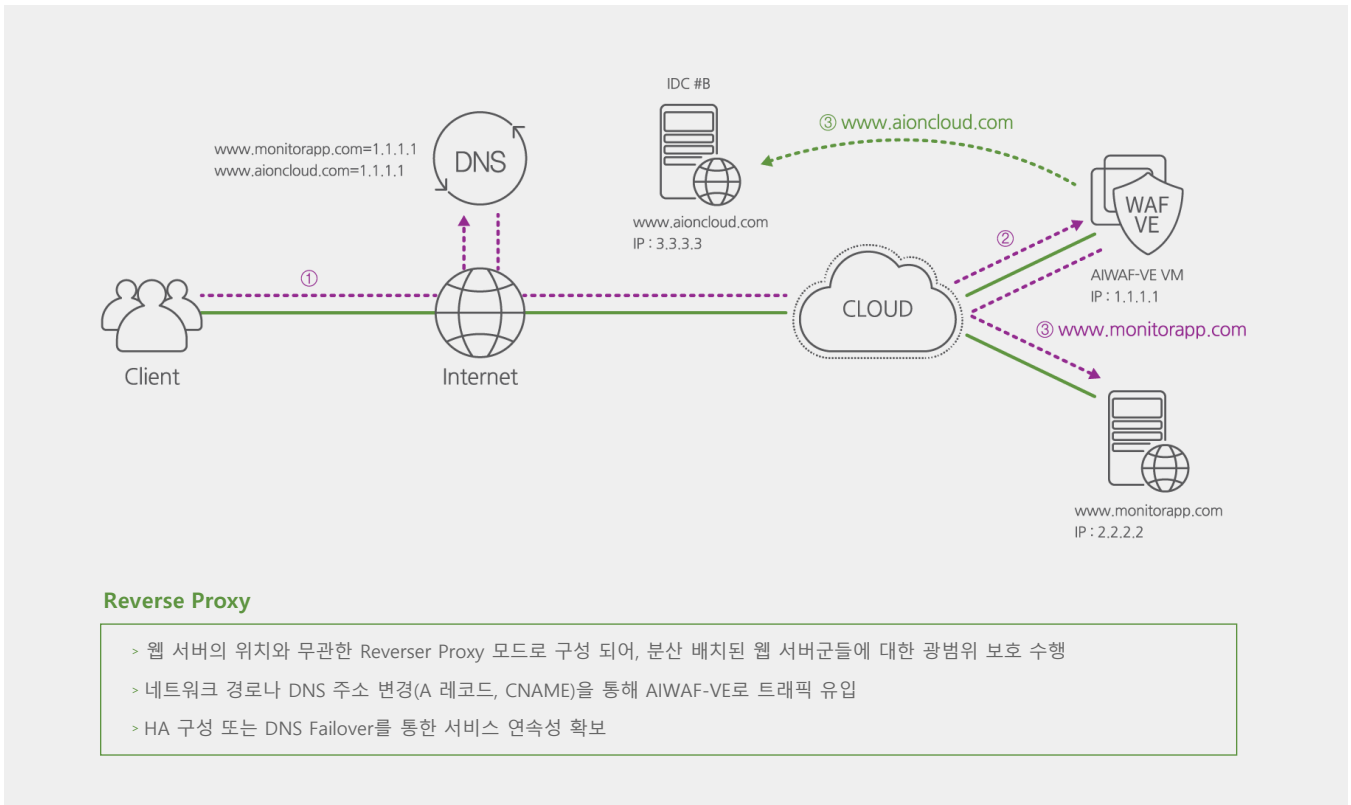 IDC #B
③ www.aioncloud.com
www.monitorapp.com=1.1.1.1
www.aioncloud.com=1.1.1.1
DNS
WAF
VE
www.aioncloud.com
IP : 3.3.3.3
②
AIWAF-VE VM
IP : 1.1.1.1
①
CLOUD
③ www.monitorapp.com
Client
Internet
www.monitorapp.com
IP : 2.2.2.2
Reverse Proxy
> 웹 서버의 위치와 무관한 Reverser Proxy 모드로 구성 되어, 분산 배치된 웹 서버군들에 대한 광범위 보호 수행
> 네트워크 경로나 DNS 주소 변경(A 레코드, CNAME)을 통해 AIWAF-VE로 트래픽 유입
> HA 구성 또는 DNS Failover를 통한 서비스 연속성 확보